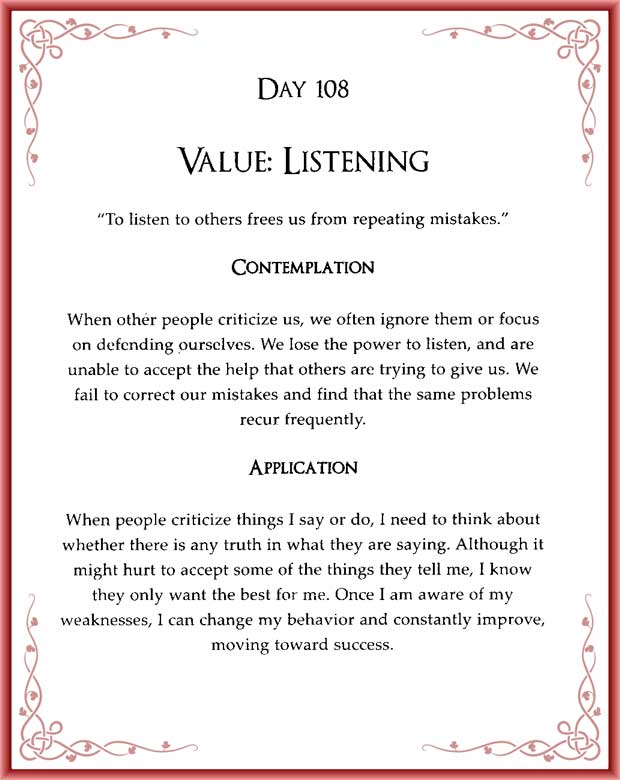 DAY 108
VALUE: LISTENING
“To listen to others frees us from repeating mistakes.”
CONTEMPLATION
When other people criticize us, we often ignore them or focus
on defending ourselves. We lose the power to listen, and are
unable to accept the help that others are trying to give us. We
fail to correct our mistakes and find that the same problems
recur frequently.
APPLICATION
When people criticize things I say or do, I need to think about
whether there is any truth in what they are saying. Although it
might hurt to accept some of the things they tell me, I know
they only want the best for me. Once I am aware of my
weaknesses, I can change my behavior and constantly improve,
moving toward success.